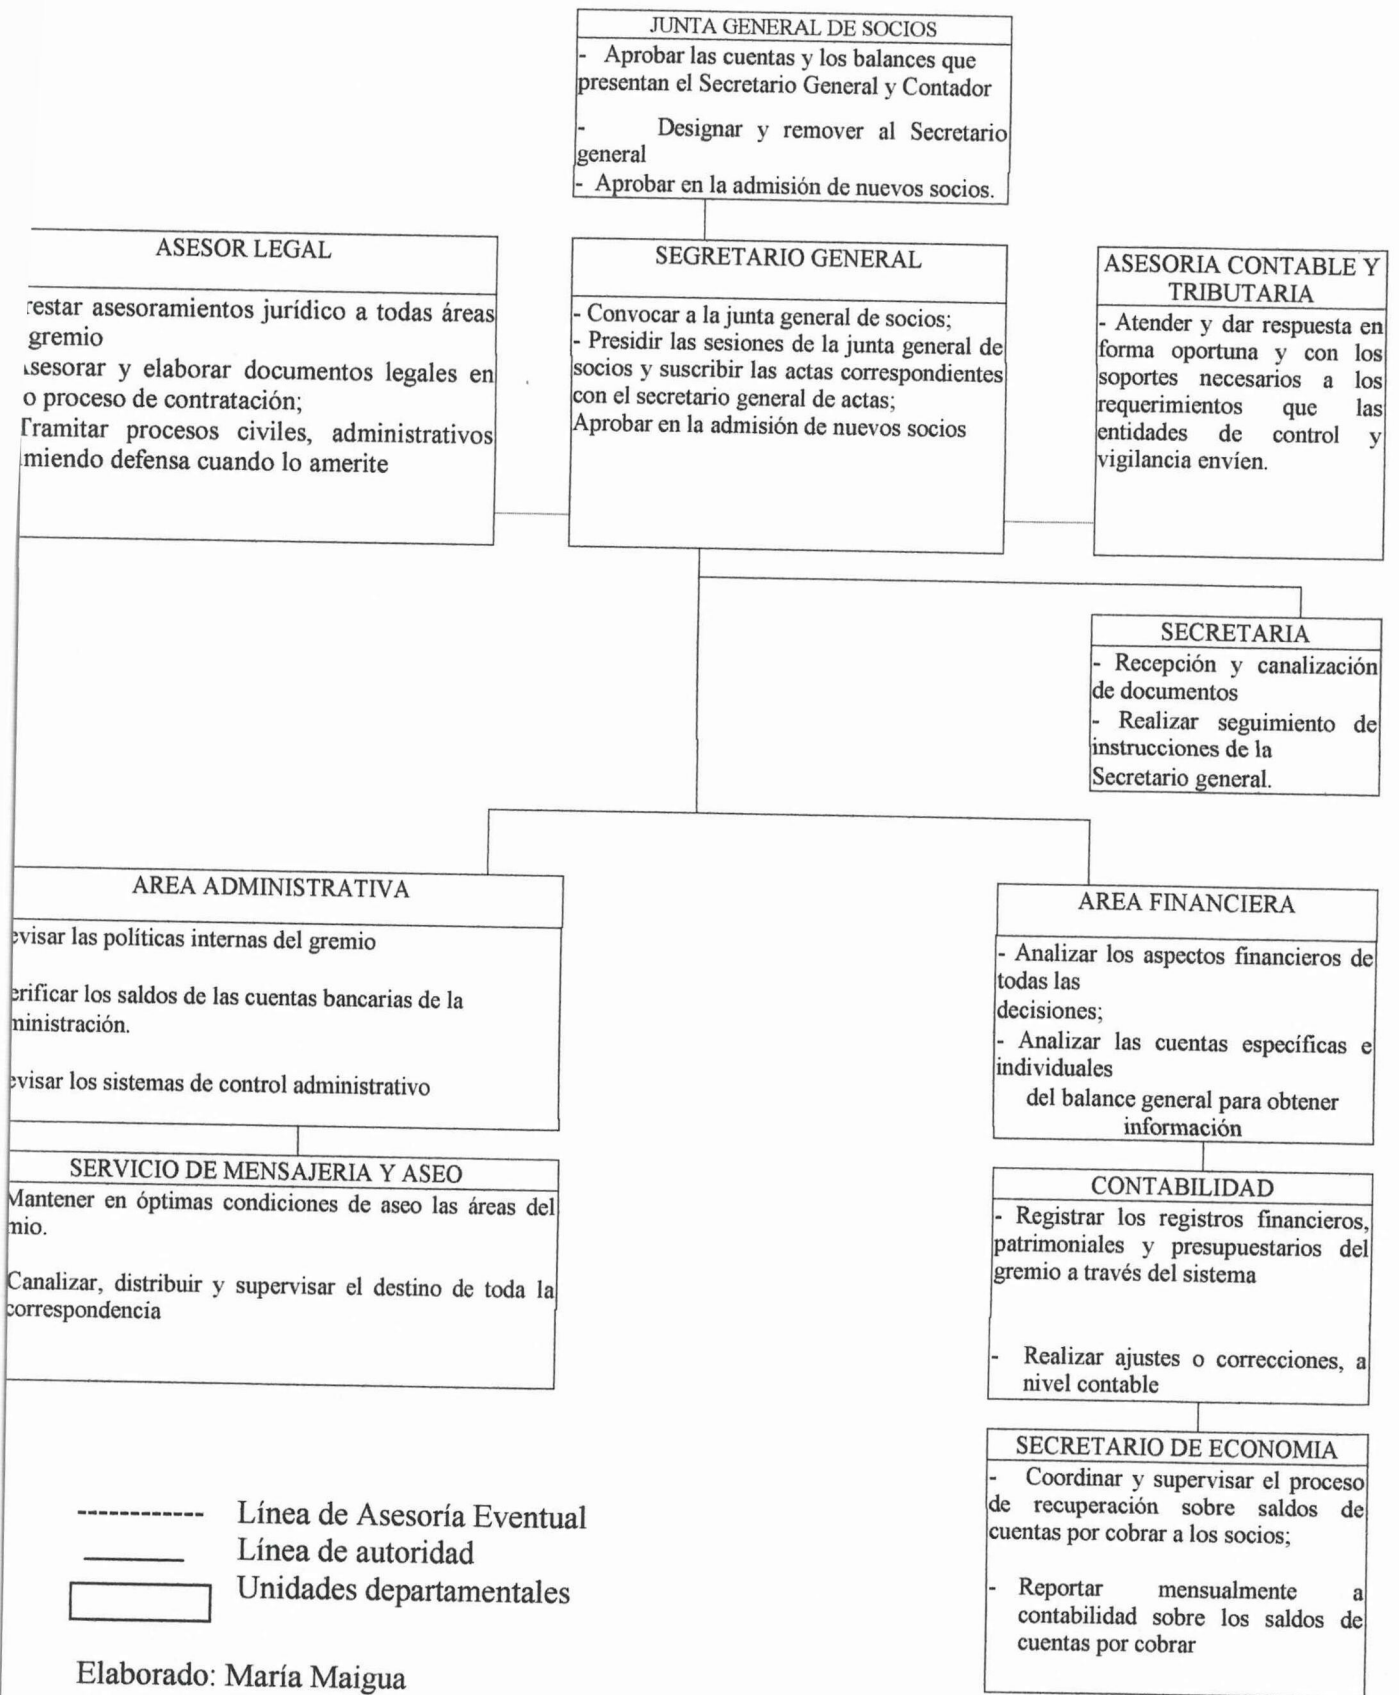 JUNTA GENERAL DE SOCIOS
- Aprobar las cuentas y los balances que
presentan el Secretario General y Contador
- Designar y remover al Secretario
general
- Aprobar en la admisión de nuevos socios.
ASESOR LEGAL
restar asesoramientos jurídico a todas áreas
gremio
sesorar y elaborar documentos legales en
o proceso de contratación;
Tramitar procesos civiles, administrativos
miendo defensa cuando lo amerite
SEGRETARIO GENERAL
- Convocar a la junta general de socios;
- Presidir las sesiones de la junta general de
socios y suscribir las actas correspondientes
con el secretario general de actas;
Aprobar en la admisión de nuevos socios
ASESORIA CONTABLE Y
TRIBUTARIA
- Atender y dar respuesta en
forma oportuna y con los
soportes necesarios a los
requerimientos que las
entidades de control y
vigilancia envíen.
SECRETARIA
- Recepción y canalización
de documentos
- Realizar seguimiento de
instrucciones de la
Secretario general.
AREA ADMINISTRATIVA
evisar las políticas internas del gremio
erificar los saldos de las cuentas bancarias de la
ministración.
evisar los sistemas de control administrativo
SERVICIO DE MENSAJERIA Y ASEO
Mantener en óptimas condiciones de aseo las áreas del
mio.
Canalizar, distribuir y supervisar el destino de toda la
correspondencia
AREA FINANCIERA
- Analizar los aspectos financieros de
todas las
decisiones;
- Analizar las cuentas específicas e
individuales
del balance general para obtener
información
CONTABILIDAD
- Registrar los registros financieros,
patrimoniales y presupuestarios del
gremio a través del sistema
- Realizar ajustes o correcciones, a
nivel contable
SECRETARIO DE ECONOMIA
- Coordinar y supervisar el proceso
de recuperación sobre saldos de
cuentas por cobrar a los socios;
- Reportar mensualmente a
contabilidad sobre los saldos de
cuentas por cobrar
Línea de Asesoría Eventual
Línea de autoridad
Unidades departamentales
Elaborado: María Maigua